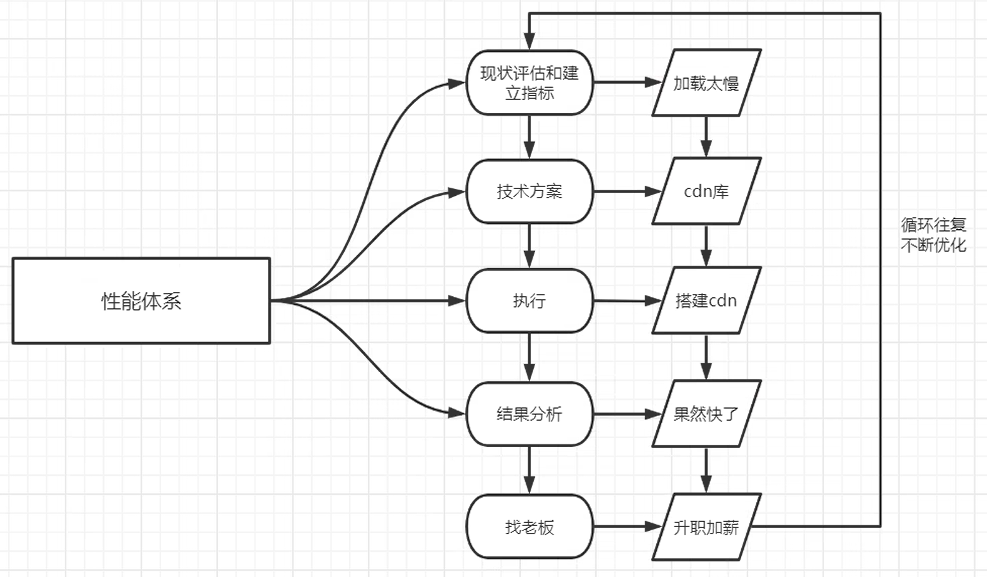 现状评估和建
立指标
加载太慢
技术方案
cdn库
循环往复
不断优化
性能体系
执行
搭建cdn
结果分析
果然快了
找老板
升职加薪